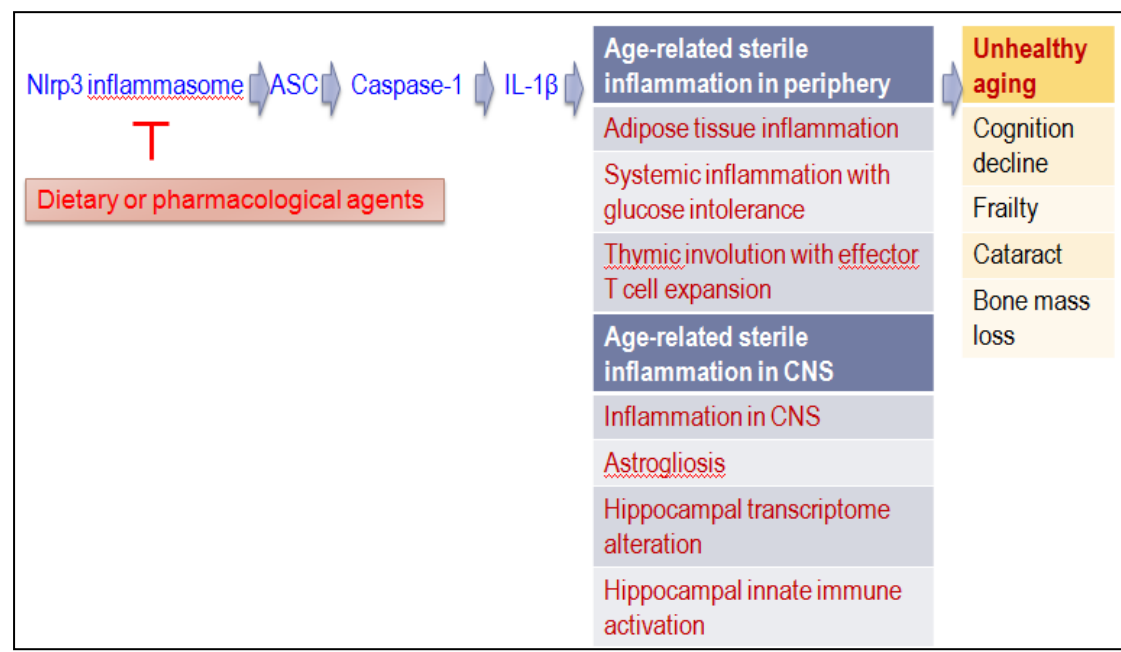 Nlrp3 inflammasome ASC Caspase-1 IL-1β
Dietary or pharmacological agents
Age-related sterile
inflammation in periphery
Adipose tissue inflammation
Systemic inflammation with
glucose intolerance
Thymic involution with effector
T cell expansion
Age-related sterile
inflammation in CNS
Inflammation in CNS
Astrogliosis
Hippocampal transcriptome
alteration
Hippocampal innate immune
activation
Unhealthy
aging
Cognition
decline
Frailty
Cataract
Bone mass
loss